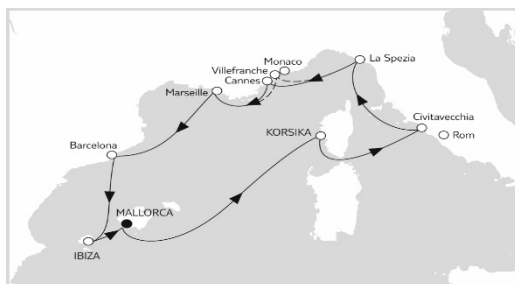 Monaco
Villefranche
Cannes
La Spezia
Marseille
Barcelona
KORSIKA
Civitavecchia
Rom
MALLORCA
IBIZA